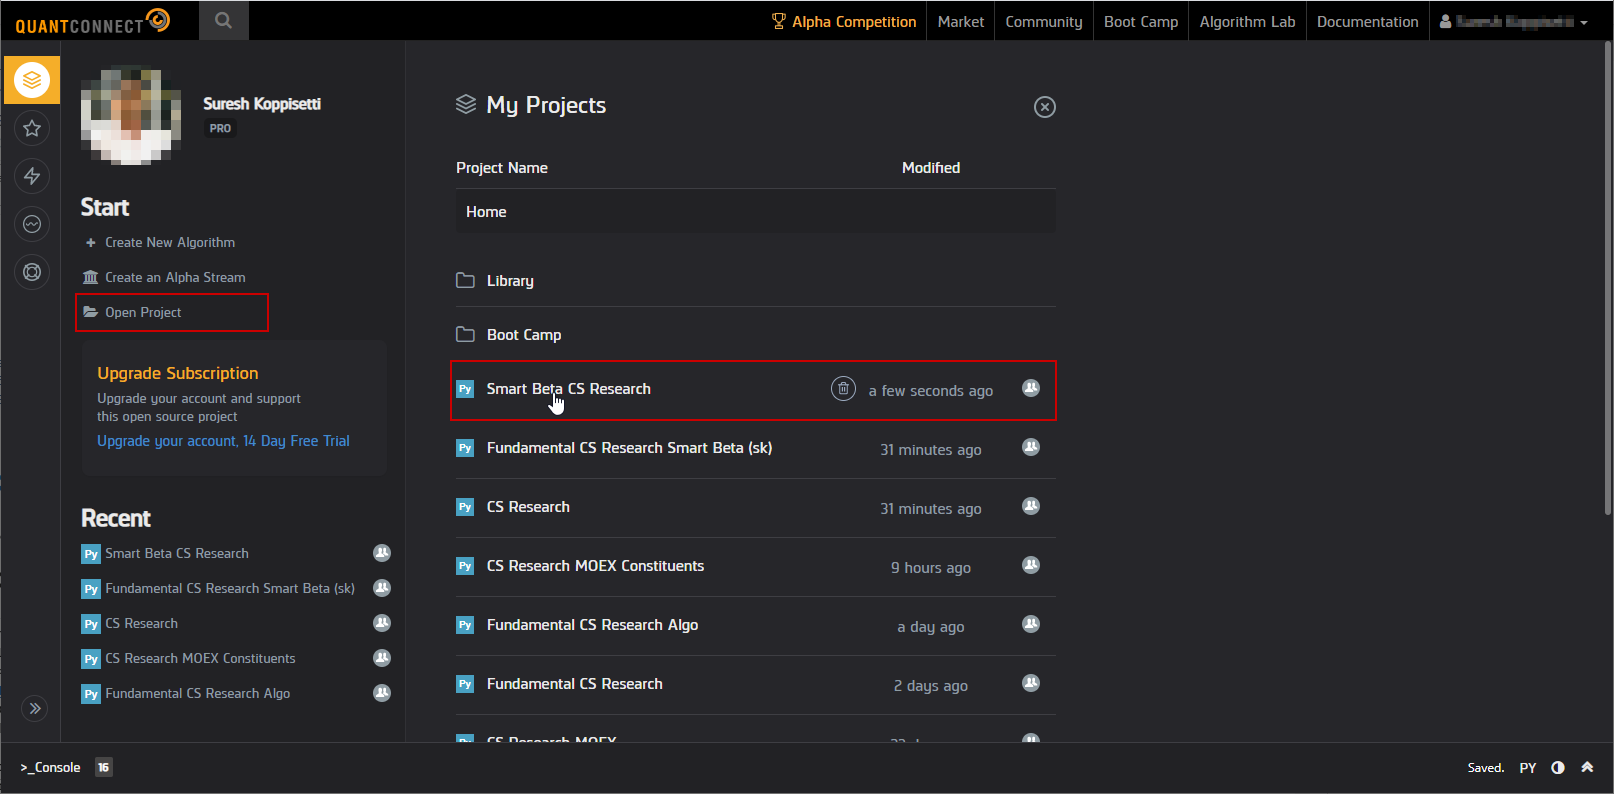 QUANTCONNECT
Alpha Competition
Market
Community
Boot Camp
Algorithm Lab
Documentation
Suresh Koppisetti
PRO
Start
Create New Algorithm
Create an Alpha Stream
Open Project
Upgrade Subscription
Upgrade your account and support
this open source project
Upgrade your account, 14 Day Free Trial
Recent
Py Smart Beta CS Research
Py Fundamental CS Research Smart Beta (sk)
Py CS Research
Py CS Research MOEX Constituents
Py Fundamental CS Research Algo
My Projects
Project Name Modified
Home
Library
Boot Camp
Py Smart Beta CS Research a few seconds ago
Py Fundamental CS Research Smart Beta (sk) 31 minutes ago
Py CS Research 31 minutes ago
Py CS Research MOEX Constituents 9 hours ago
Py Fundamental CS Research Algo a day ago
Py Fundamental CS Research 2 days ago
CS Research MOEX
>_Console 16
Saved. PY